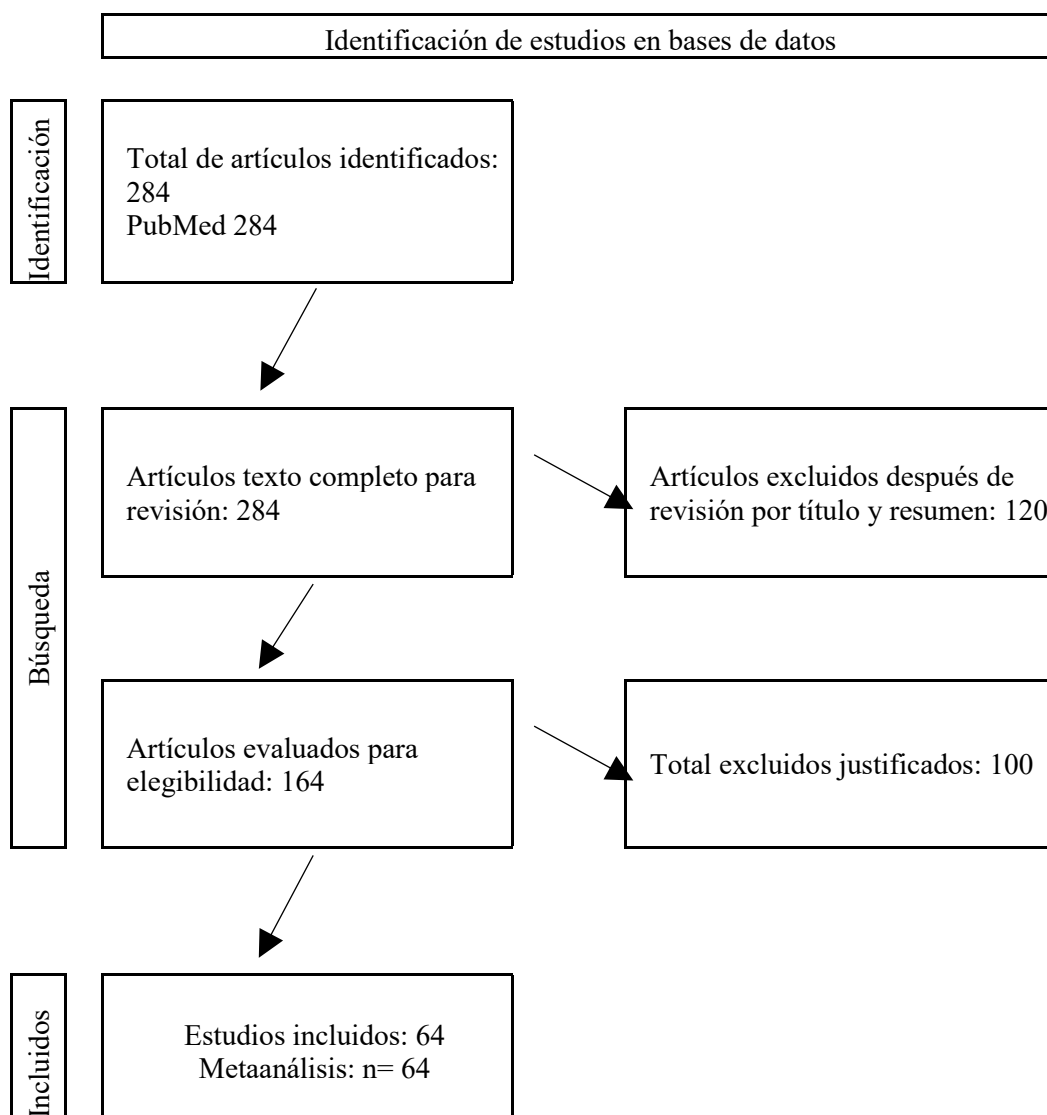 Identificación de estudios en bases de datos
Identificación
Total de artículos identificados:
284
PubMed 284
Búsqueda
Artículos texto completo para
revisión: 284
Artículos excluidos después de
revisión por título y resumen: 120
Artículos evaluados para
elegibilidad: 164
Total excluidos justificados: 100
Incluidos
Estudios incluidos: 64
Metaanálisis: n= 64